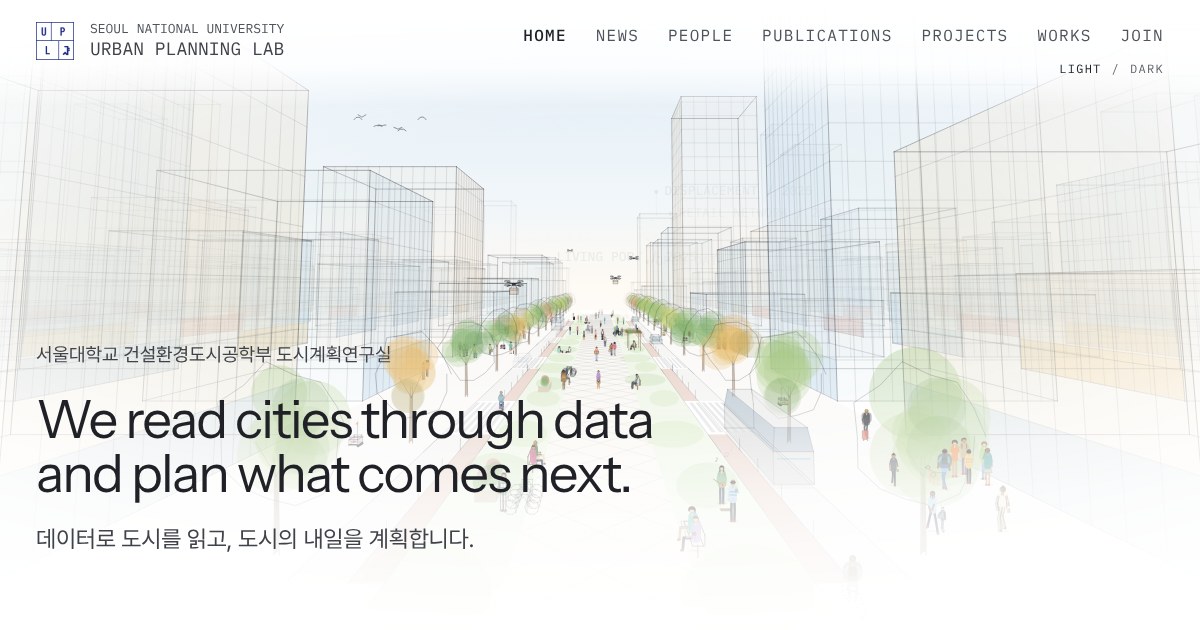 U P
L
SEOUL NATIONAL UNIVERSITY
URBAN PLANNING LAB
HOME NEWS PEOPLE PUBLICATIONS PROJECTS WORKS JOIN
LIGHT / DARK
서울대학교 건설환경도시공학부 도시계획연구실
We read cities through data
and plan what comes next.
데이터로 도시를 읽고, 도시의 내일을 계획합니다.